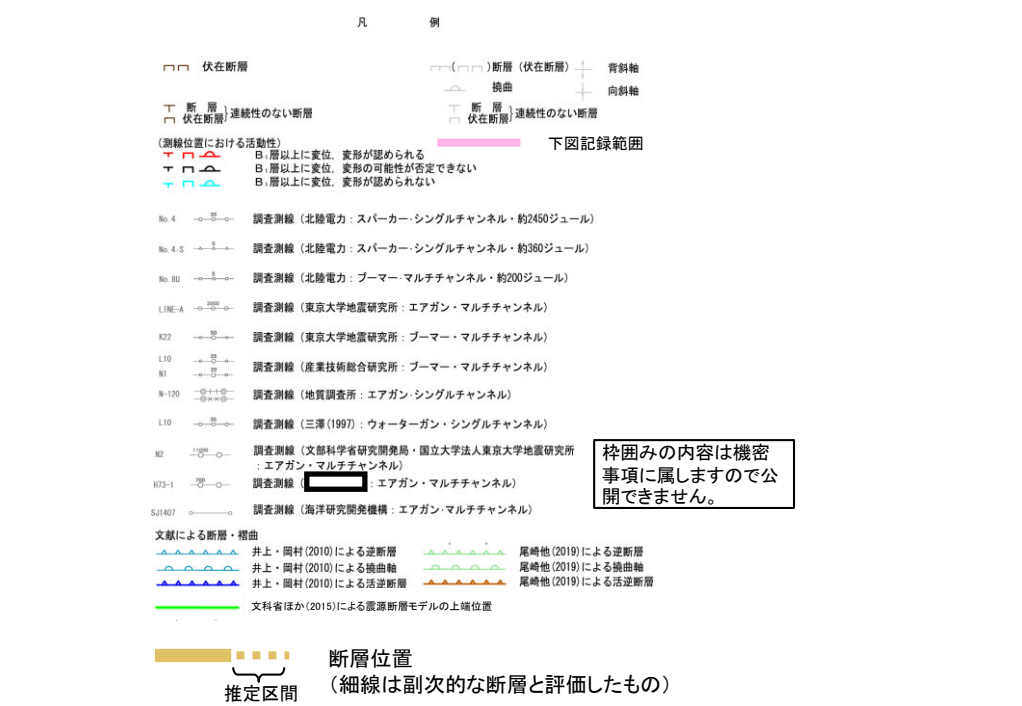 凡 例
伏在断層
( )断層（伏在断層）
背斜軸
撓曲
向斜軸
断 層
伏在断層
}連続性のない断層
断 層
伏在断層
}連続性のない断層
(測線位置における活動性)
下図記録範囲
B₁層以上に変位，変形が認められる
B₁層以上に変位，変形の可能性が否定できない
B₁層以上に変位，変形が認められない
No.4 調査測線（北陸電力：スパーカー・シングルチャンネル・約2450ジュール）
No.4-S 調査測線（北陸電力：スパーカー・シングルチャンネル・約360ジュール）
No.8U 調査測線（北陸電力：ブーマー・マルチチャンネル・約200ジュール）
LINE-A 2000 調査測線（東京大学地震研究所：エアガン・マルチチャンネル）
K22 50 調査測線（東京大学地震研究所：ブーマー・マルチチャンネル）
L10
N1
調査測線（産業技術総合研究所：ブーマー・マルチチャンネル）
N-120 調査測線（地質調査所：エアガン・シングルチャンネル）
L10 調査測線（三澤(1997)：ウォーターガン・シングルチャンネル）
N2 11000 調査測線（文部科学省研究開発局・国立大学法人東京大学地震研究所
：エアガン・マルチチャンネル）
H73-1 700 調査測線（ ：エアガン・マルチチャンネル）
SJ1407 調査測線（海洋研究開発機構：エアガン・マルチチャンネル）
枠囲みの内容は機密
事項に属しますので公
開できません。
文献による断層・褶曲
井上・岡村(2010)による逆断層
尾崎他(2019)による逆断層
井上・岡村(2010)による撓曲軸
尾崎他(2019)による撓曲軸
井上・岡村(2010)による活逆断層
尾崎他(2019)による活逆断層
文科省ほか(2015)による震源断層モデルの上端位置
断層位置
（細線は副次的な断層と評価したもの）
推定区間